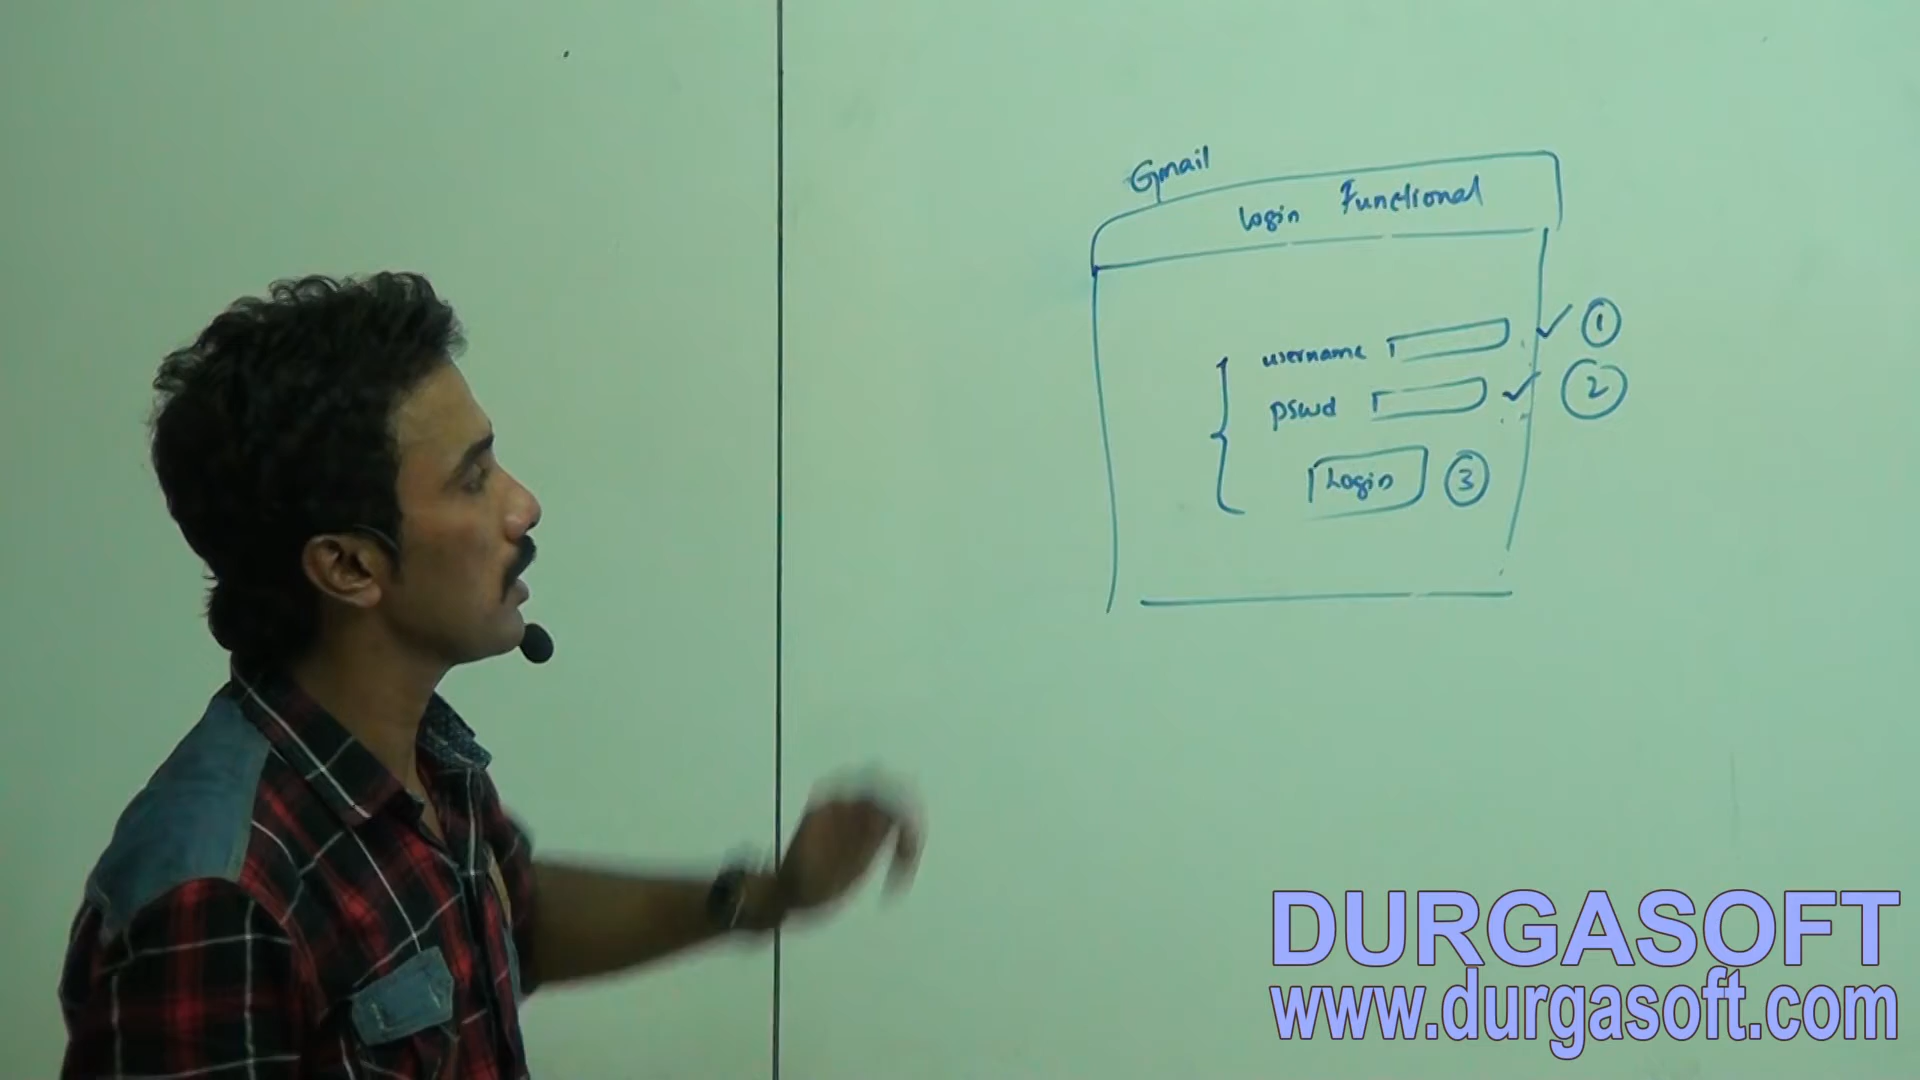 Gmail
Login Functional
username ✓ 1
pswd ✓ 2
Login 3
DURGASOFT
www.durgasoft.com